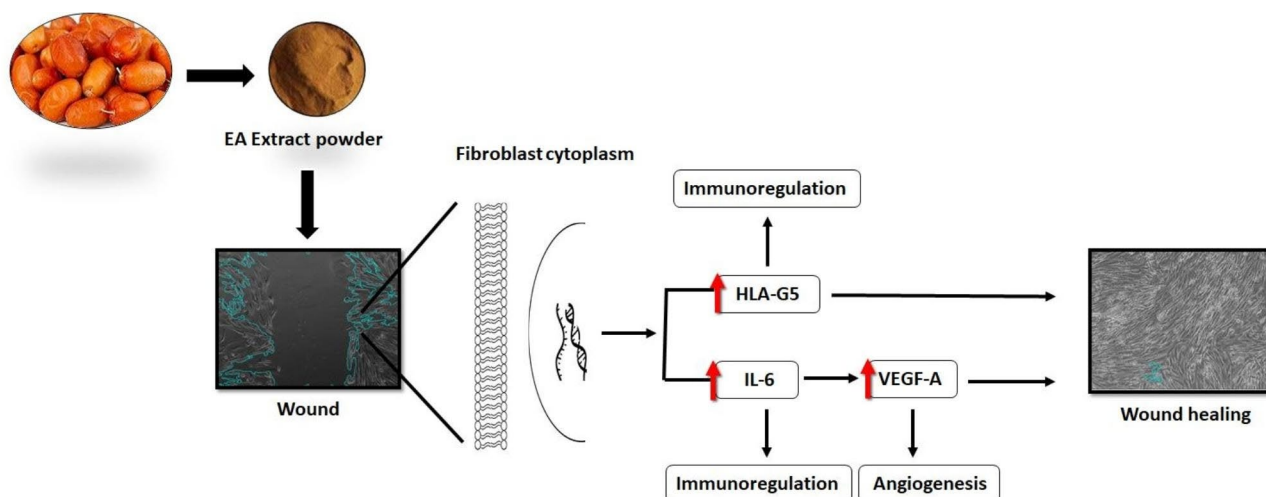 EA Extract powder
Fibroblast cytoplasm
Immunoregulation
HLA-G5
IL-6
VEGF-A
Wound
Wound healing
Immunoregulation
Angiogenesis